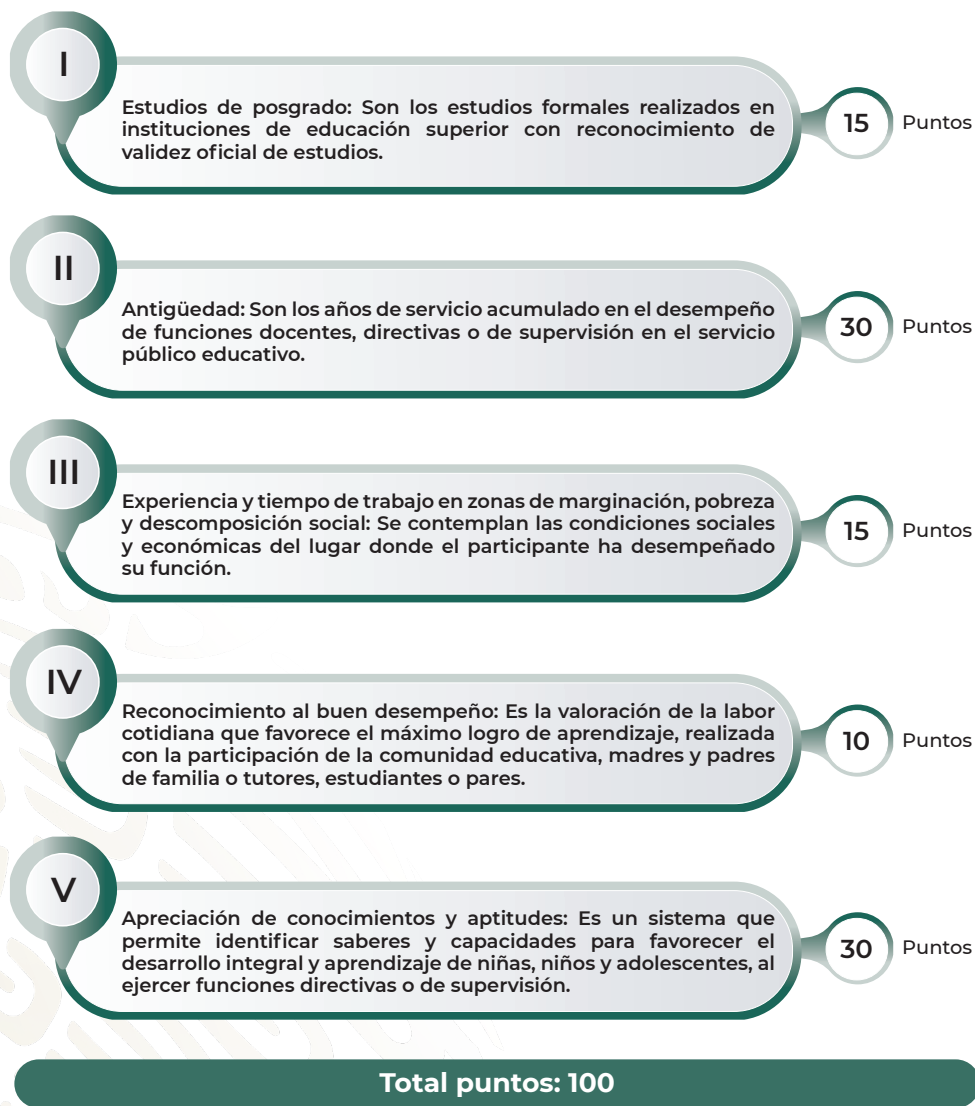 I
Estudios de posgrado: Son los estudios formales realizados en
instituciones de educación superior con reconocimiento de
validez oficial de estudios.
15 Puntos
II
Antigüedad: Son los años de servicio acumulado en el desempeño
de funciones docentes, directivas o de supervisión en el servicio
público educativo.
30 Puntos
III
Experiencia y tiempo de trabajo en zonas de marginación, pobreza
y descomposición social: Se contemplan las condiciones sociales
y económicas del lugar donde el participante ha desempeñado
su función.
15 Puntos
IV
Reconocimiento al buen desempeño: Es la valoración de la labor
cotidiana que favorece el máximo logro de aprendizaje, realizada
con la participación de la comunidad educativa, madres y padres
de familia o tutores, estudiantes o pares.
10 Puntos
V
Apreciación de conocimientos y aptitudes: Es un sistema que
permite identificar saberes y capacidades para favorecer el
desarrollo integral y aprendizaje de niñas, niños y adolescentes, al
ejercer funciones directivas o de supervisión.
30 Puntos
Total puntos: 100